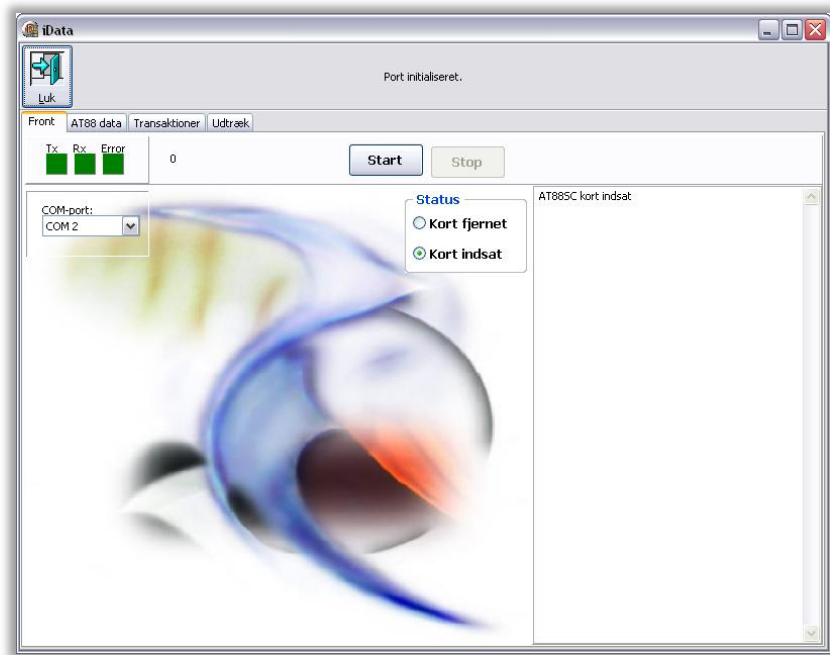 iData
Port initialiseret.
Luk
Front AT88 data Transaktioner Udtræk
Tx Rx Error
0
Start Stop
COM-port:
COM 2
Status
Kort fjernet
Kort indsat
AT88SC kort indsat